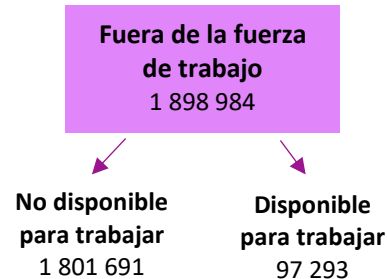 Fuera de la fuerza
de trabajo
1 898 984
No disponible
para trabajar
1 801 691
Disponible
para trabajar
97 293